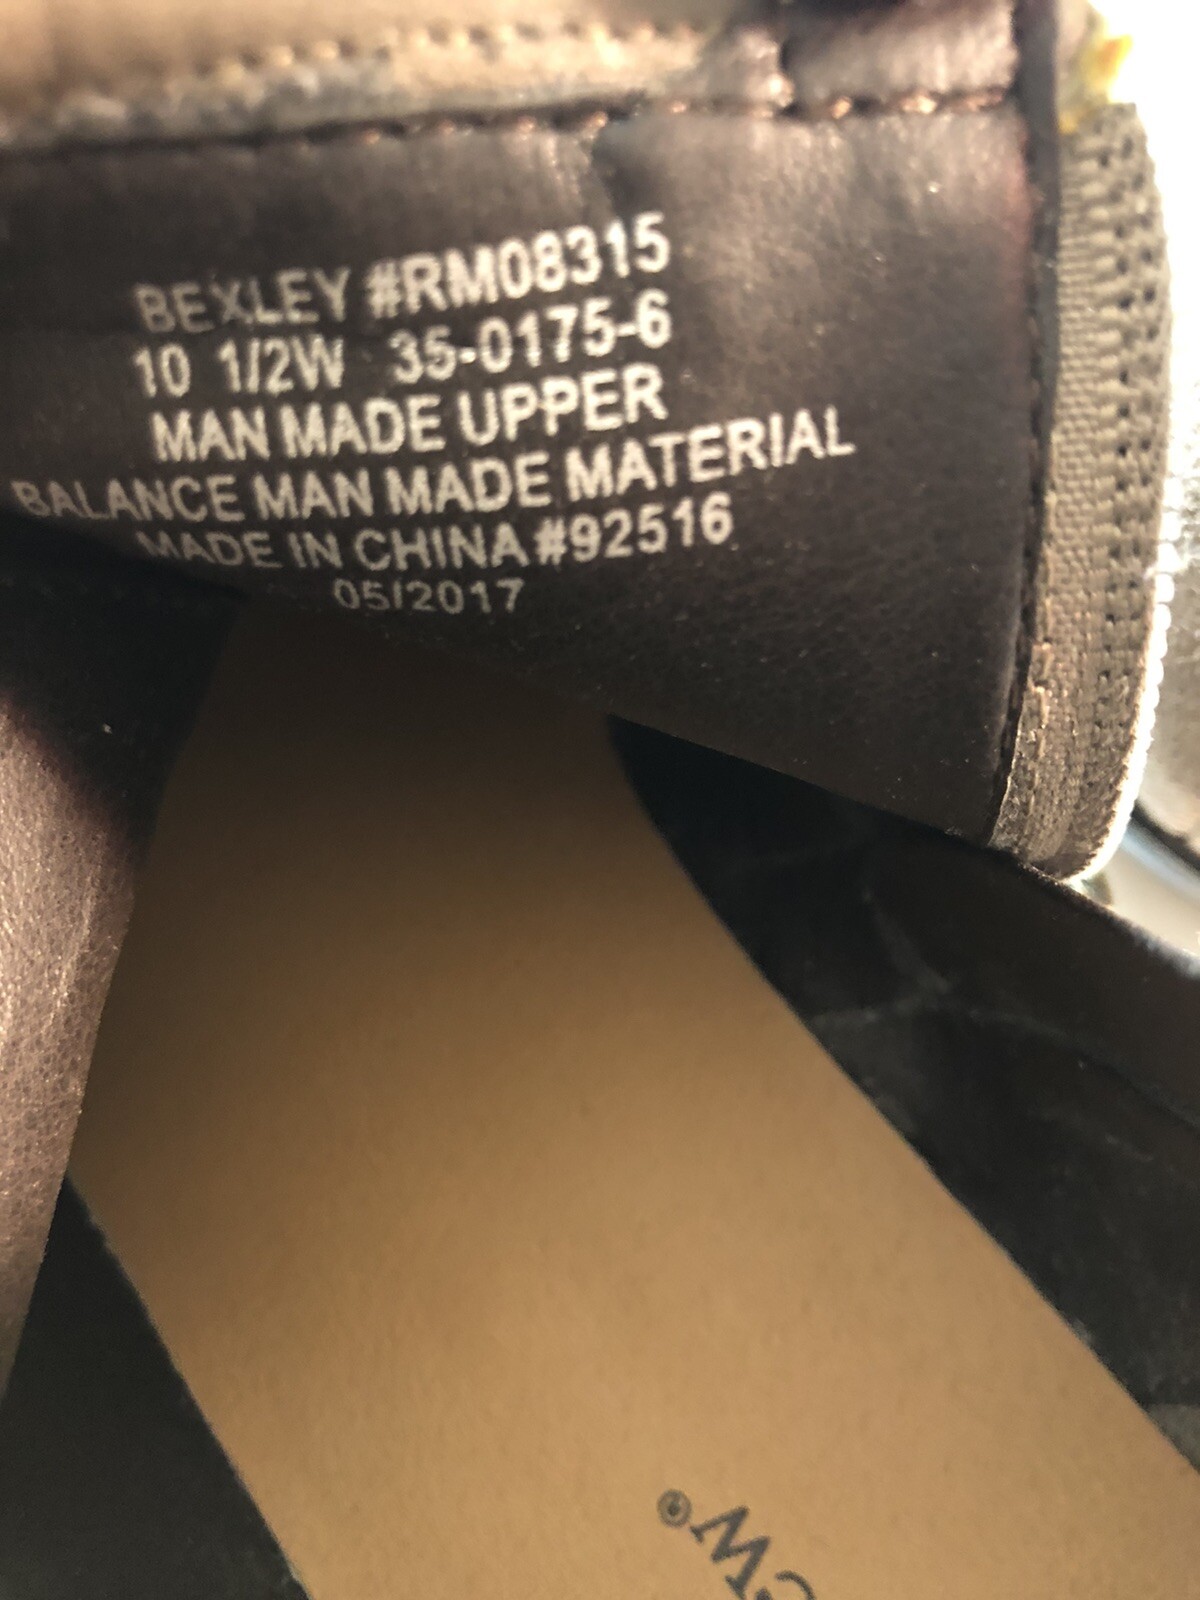 BEXLEY #RM08315
10 1/2W 35-0175-6
MAN MADE UPPER
BALANCE MAN MADE MATERIAL
MADE IN CHINA #92516
05/2017